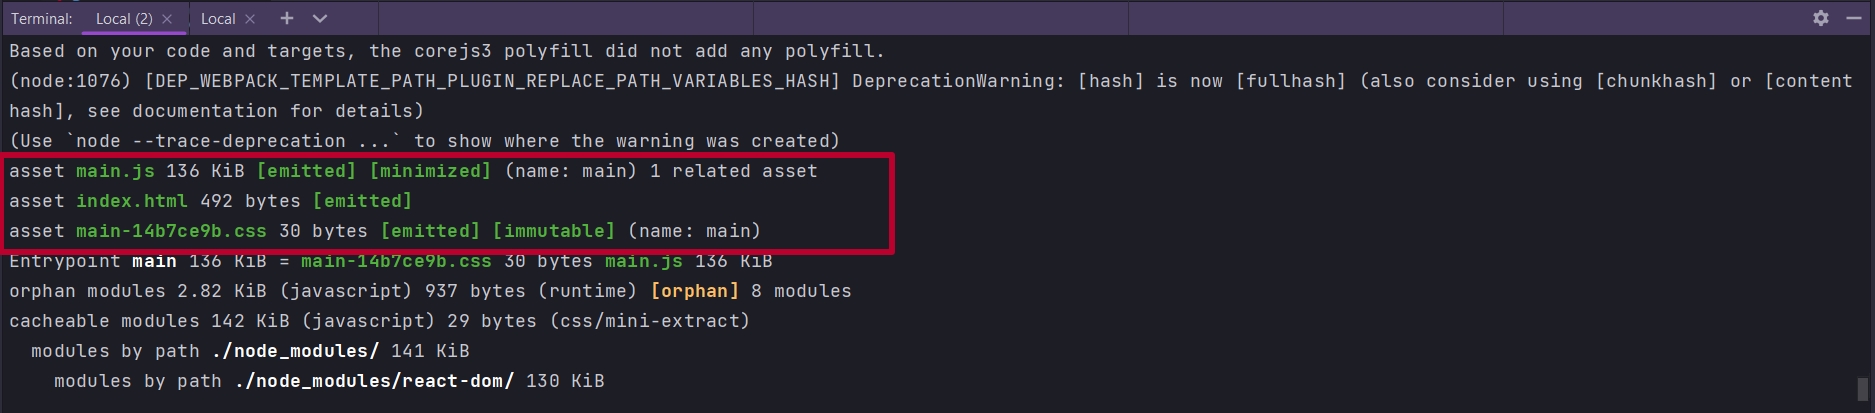 Terminal: Local (2) × Local × +
Based on your code and targets, the corejs3 polyfill did not add any polyfill.
(node:1076) [DEP_WEBPACK_TEMPLATE_PATH_PLUGIN_REPLACE_PATH_VARIABLES_HASH] DeprecationWarning: [hash] is now [fullhash] (also consider using [chunkhash] or [content
hash], see documentation for details)
(Use `node --trace-deprecation ...` to show where the warning was created)
asset main.js 136 KiB [emitted] [minimized] (name: main) 1 related asset
asset index.html 492 bytes [emitted]
asset main-14b7ce9b.css 30 bytes [emitted] [immutable] (name: main)
Entrypoint main 136 KiB = main-14b7ce9b.css 30 bytes main.js 136 KiB
orphan modules 2.82 KiB (javascript) 937 bytes (runtime) [orphan] 8 modules
cacheable modules 142 KiB (javascript) 29 bytes (css/mini-extract)
  modules by path ./node_modules/ 141 KiB
    modules by path ./node_modules/react-dom/ 130 KiB